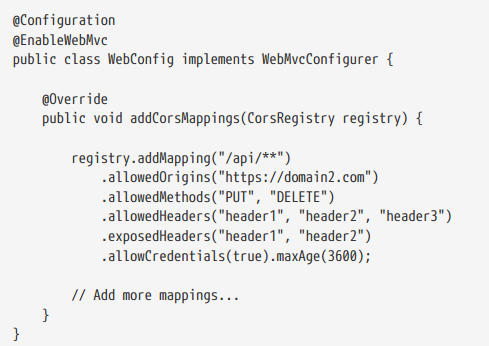 @Configuration
@EnableWebMvc
public class WebConfig implements WebMvcConfigurer {
@Override
public void addCorsMappings(CorsRegistry registry) {
registry.addMapping("/api/**")
.allowedOrigins("https://domain2.com")
.allowedMethods("PUT", "DELETE")
.allowedHeaders("header1", "header2", "header3")
.exposedHeaders("header1", "header2")
.allowCredentials(true).maxAge(3600);
// Add more mappings...
}
}